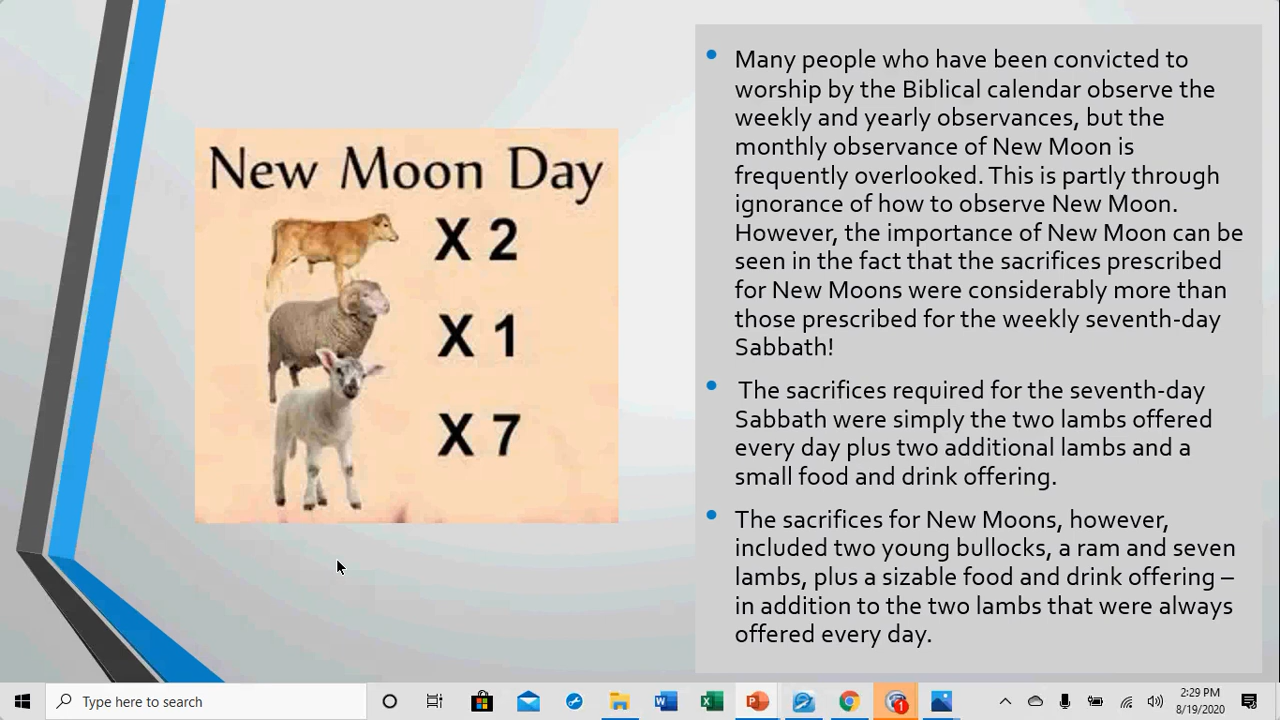 New Moon Day
X 2
X 1
X 7
• Many people who have been convicted to
worship by the Biblical calendar observe the
weekly and yearly observances, but the
monthly observance of New Moon is
frequently overlooked. This is partly through
ignorance of how to observe New Moon.
However, the importance of New Moon can be
seen in the fact that the sacrifices prescribed
for New Moons were considerably more than
those prescribed for the weekly seventh-day
Sabbath!
• The sacrifices required for the seventh-day
Sabbath were simply the two lambs offered
every day plus two additional lambs and a
small food and drink offering.
• The sacrifices for New Moons, however,
included two young bullocks, a ram and seven
lambs, plus a sizable food and drink offering –
in addition to the two lambs that were always
offered every day.
Type here to search
1
2:29 PM
8/19/2020